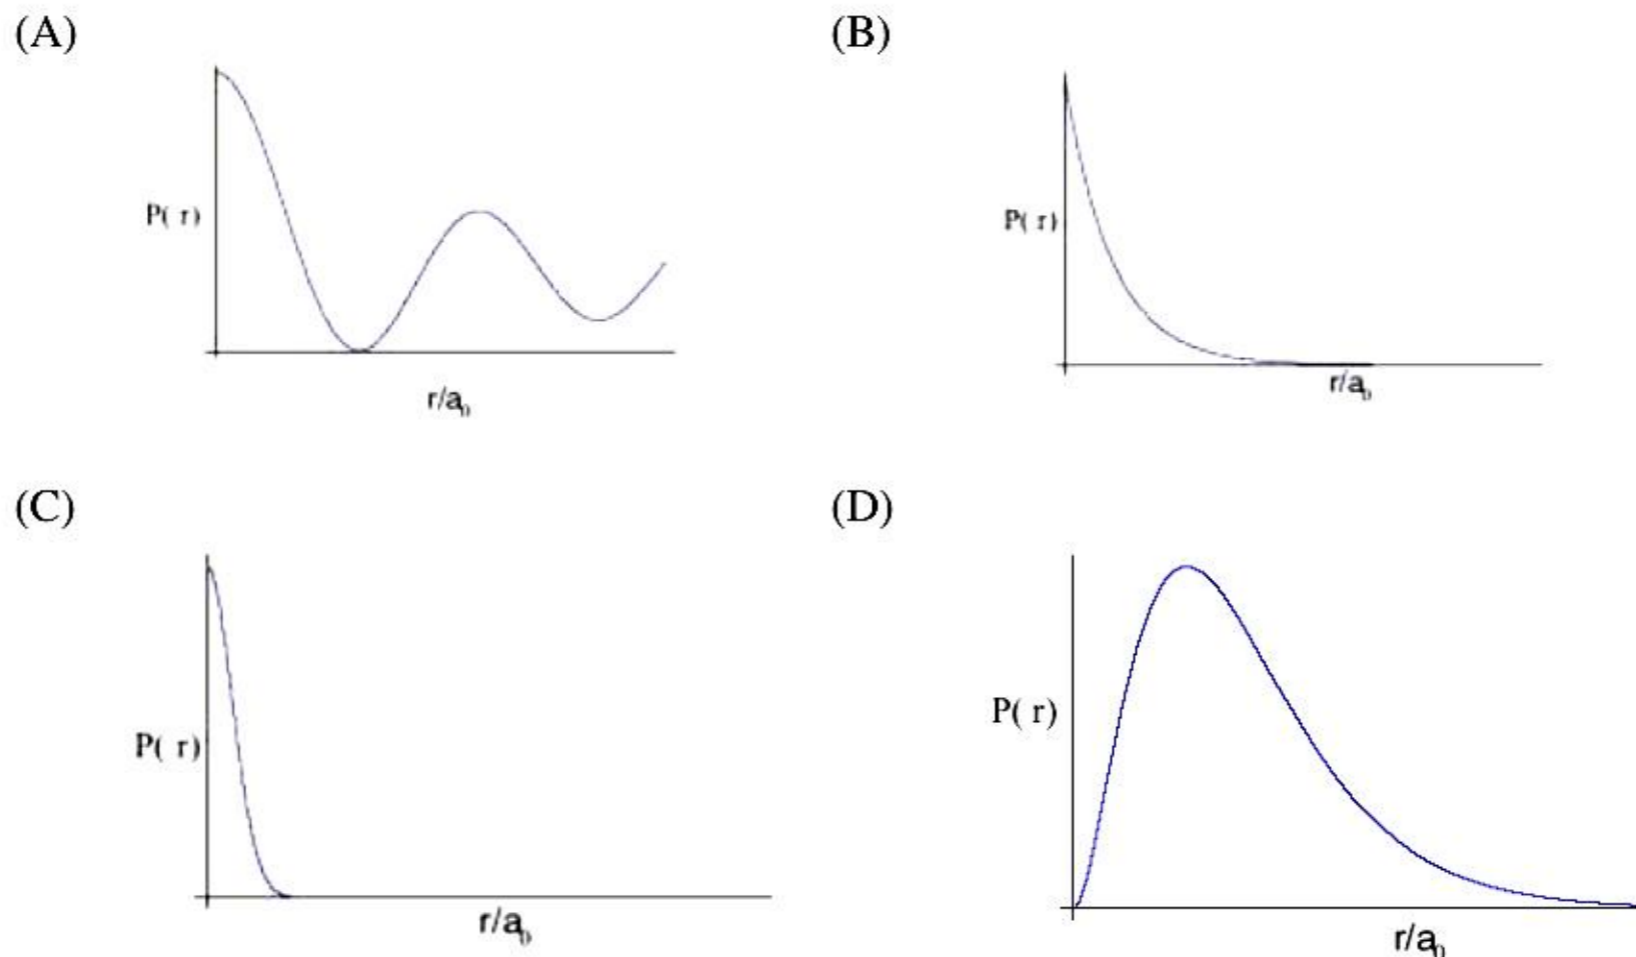 (A)
(B)
P( r)
r/a₀
P( r)
r/a₀
(C)
(D)
P( r)
r/a₀
P( r)
r/a₀